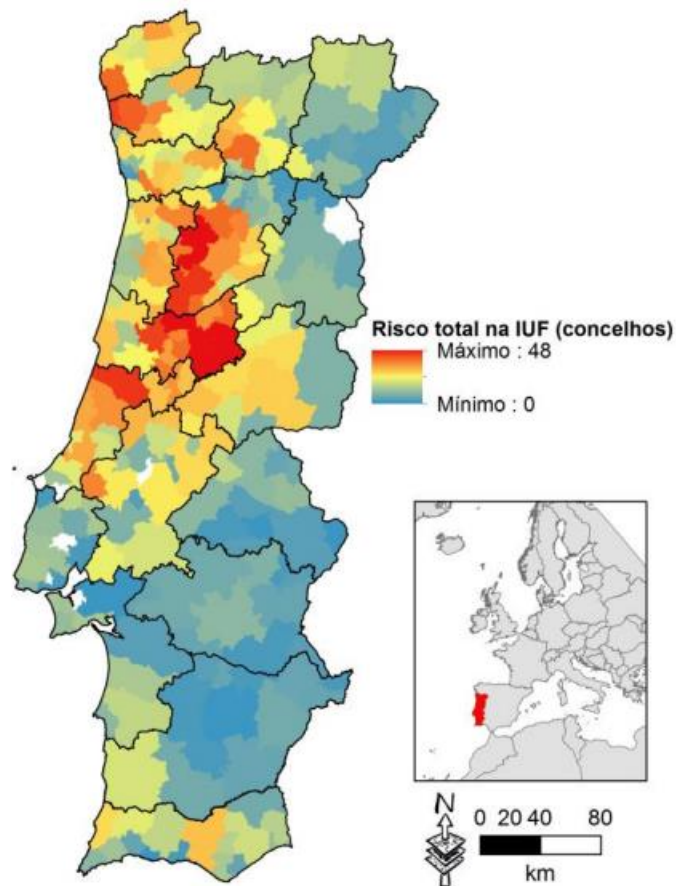 Risco total na IUF (concelhos)
Máximo : 48
Mínimo : 0
N
0 20 40 80
km